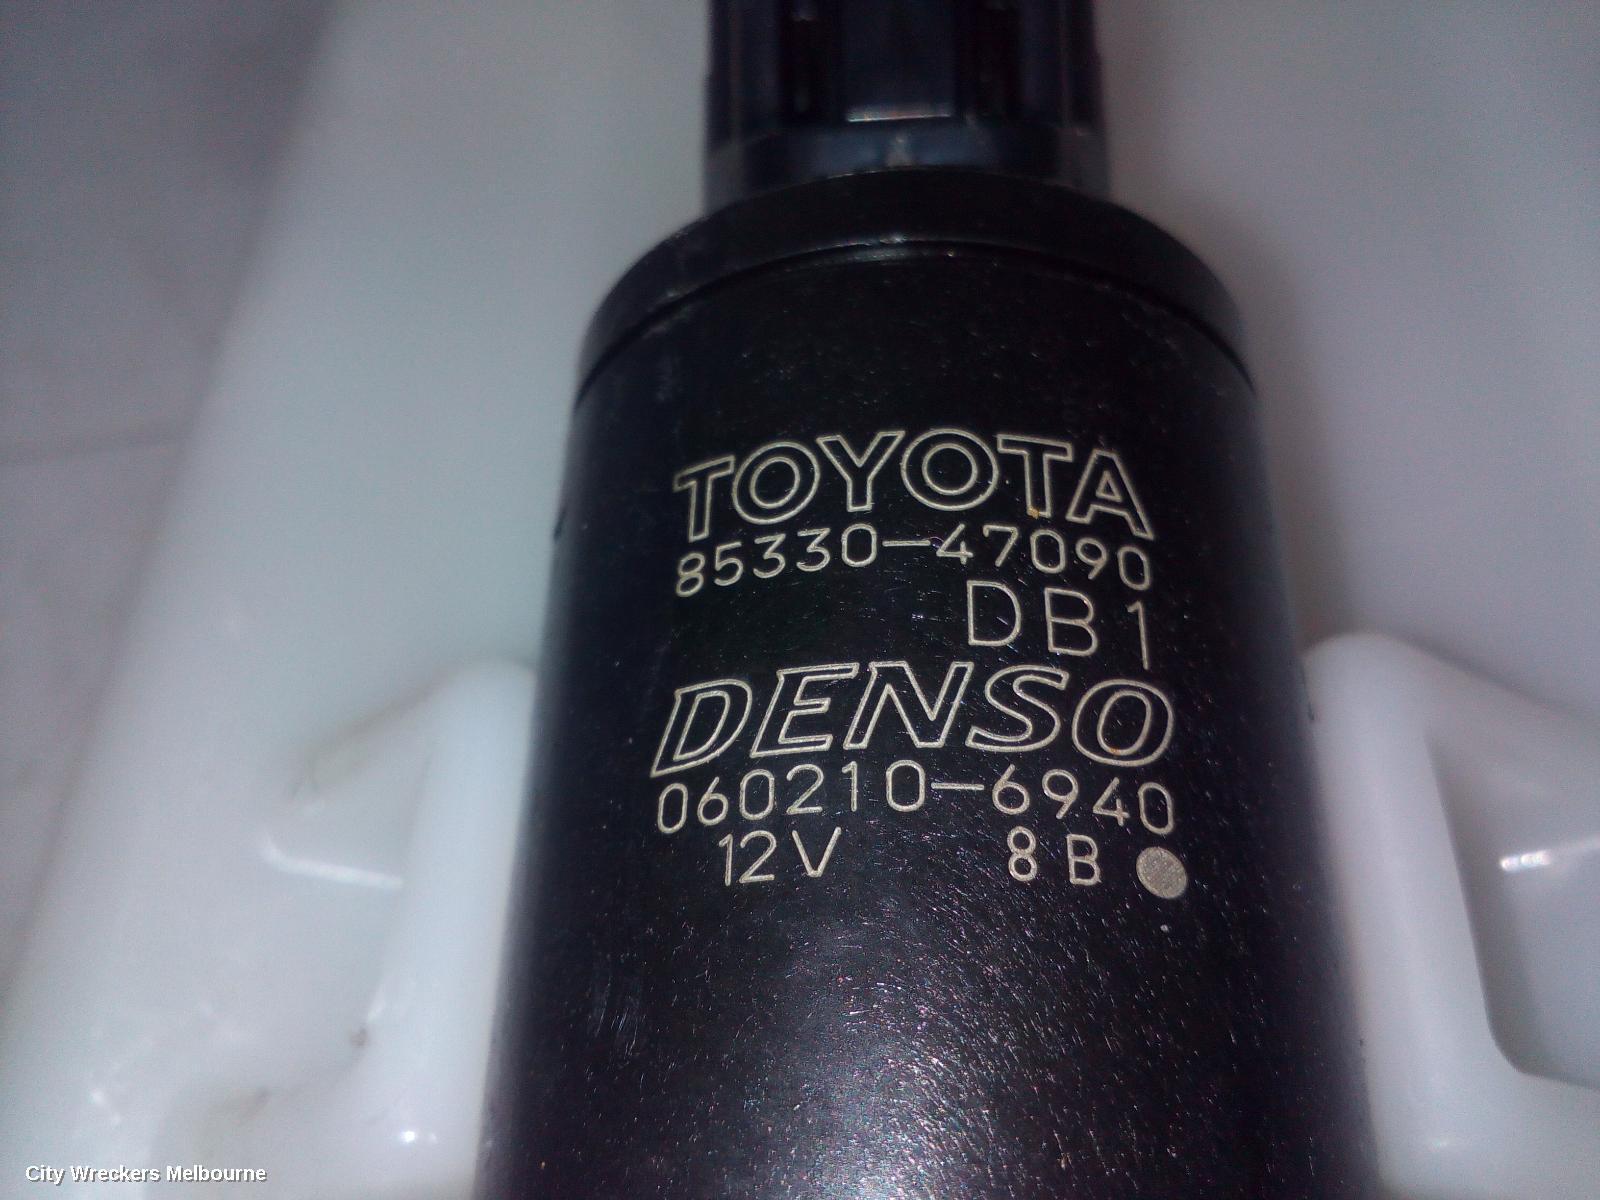 TOYOTA
85330-47090
DB1
DENSO
060210-6940
12V 8B
City Wreckers Melbourne